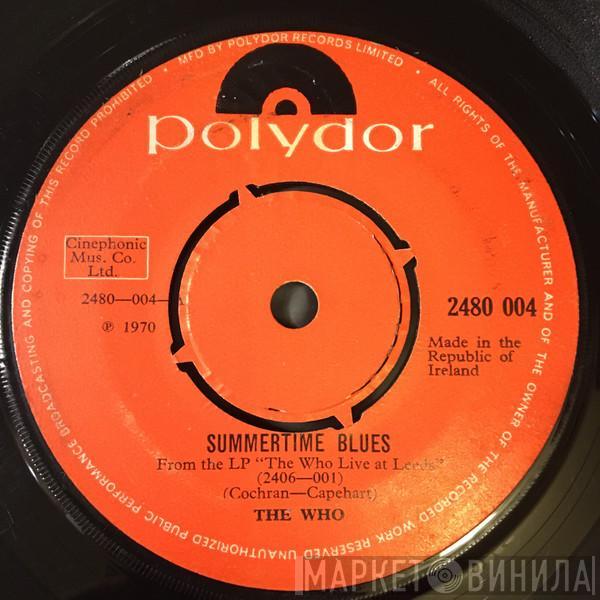 MFD BY POLYDOR RECORDS LIMITED • ALL RIGHTS OF THE MANUFACTURER AND OF THE OWNER OF THE RECORDED WORK RESERVED UNAUTHORIZED PUBLIC PERFORMANCE BROADCASTING AND COPYING OF THIS RECORD PROHIBITED •
polydor
Cinephonic
Mus. Co.
Ltd.
2480—004—A
℗ 1970
2480 004
Made in the
Republic of
Ireland
SUMMERTIME BLUES
From the LP "The Who Live at Leeds"
(2406—001)
(Cochran—Capehart)
THE WHO
МАРКЕТ ВИНИЛА